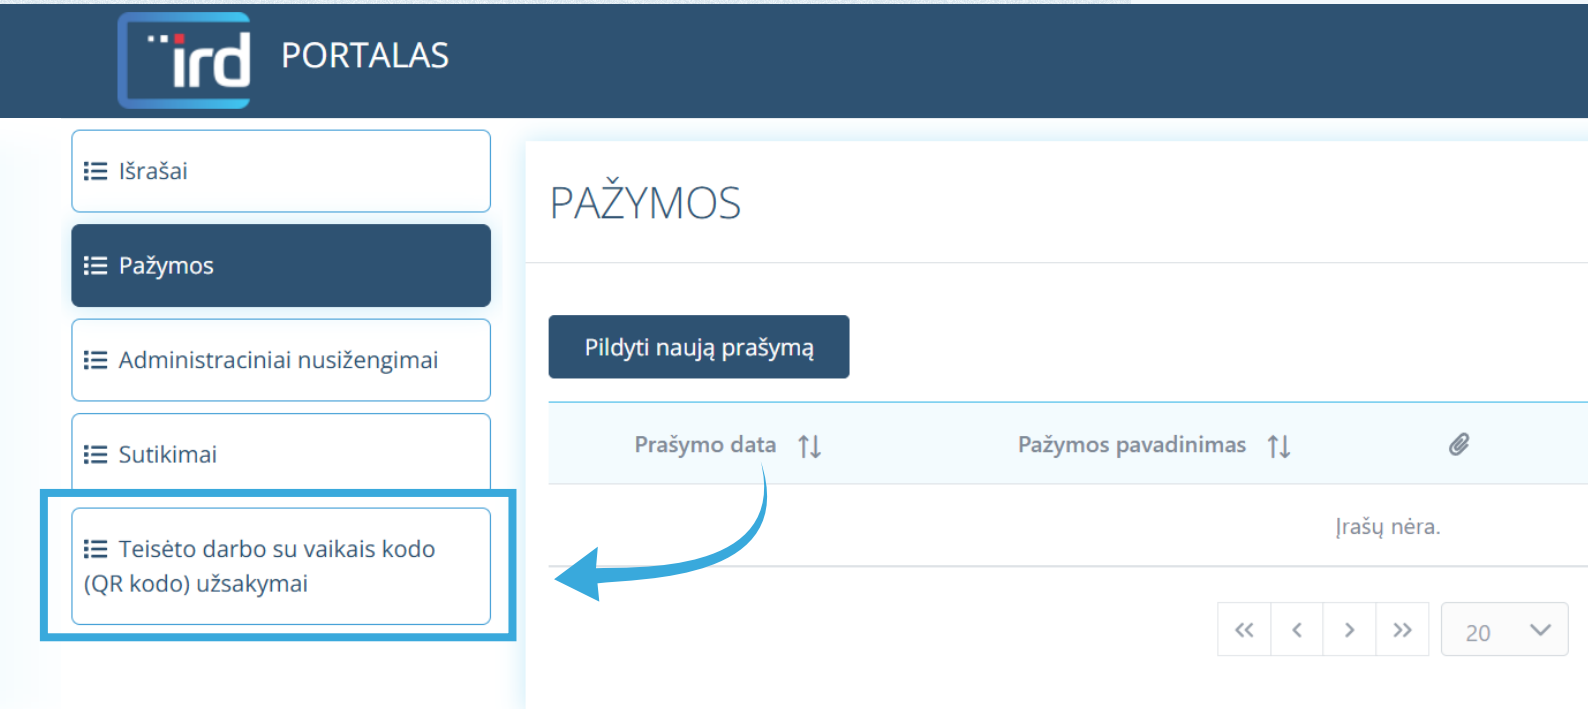 ird PORTALAS
Išrašai
Pažymos
Administraciniai nusižengimai
Sutikimai
Teisėto darbo su vaikais kodo
(QR kodo) užsakymai
PAŽYMOS
Pildyti naują prašymą
Prašymo data Pažymos pavadinimas
Įrašų nėra.
20